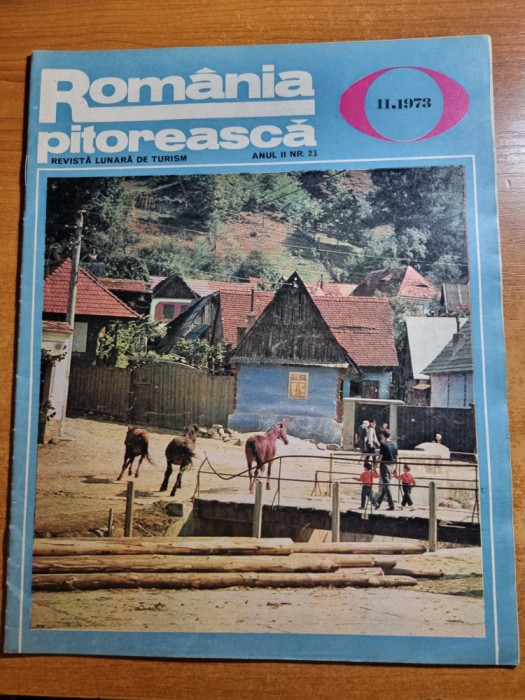 România
pitorească
REVISTĂ LUNARĂ DE TURISM
ANUL II NR. 23
11.1973